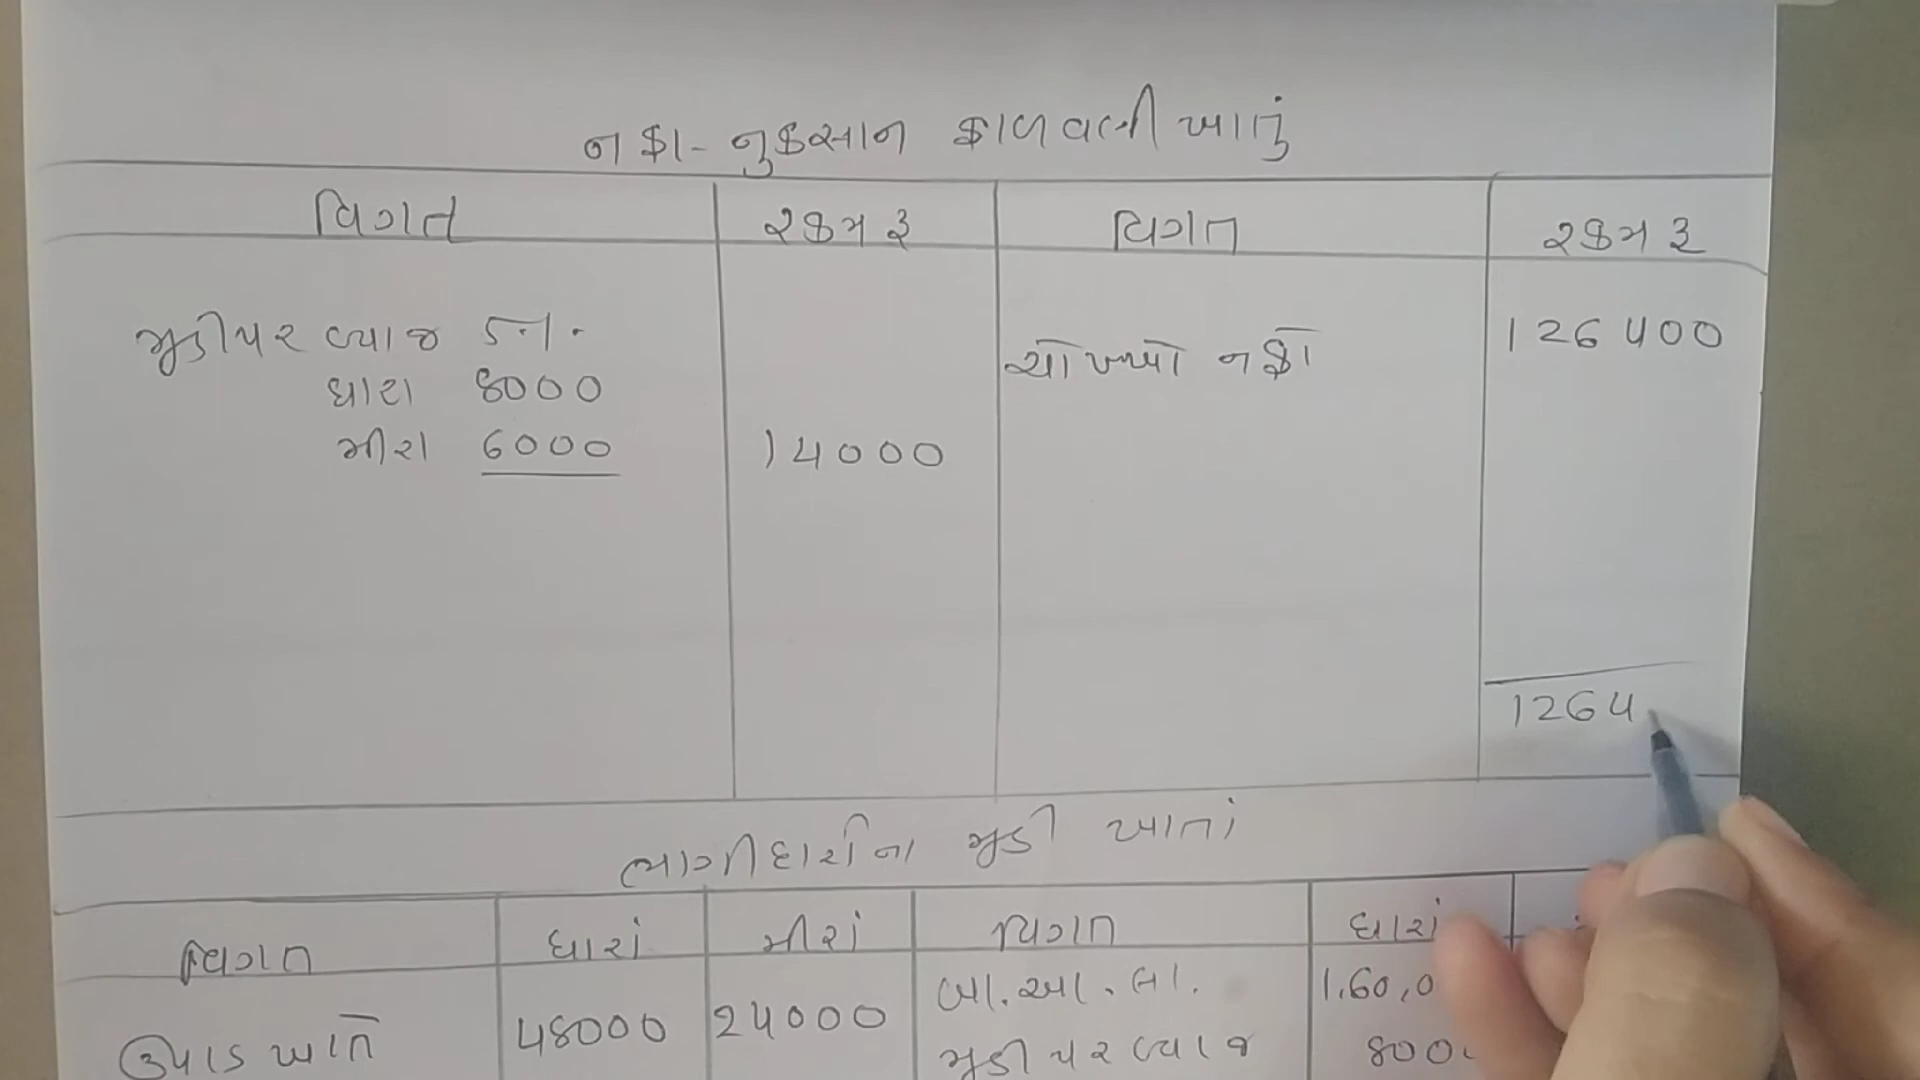 નફા-નુકસાન ફાળવણી ખાતું
વિગત રકમ રૂ વિગત રકમ રૂ
મૂડી પર વ્યાજ 5%.
ધારા 8000
મીરા 6000 14000
ચોખ્ખો નફો 126400
1264
ભાગીદારોના મૂડી ખાતાં
વિગત ધારાં મીરાં વિગત ધારાં
ઉપાડ ખાતે 48000 24000 બા.આ.લા. 1,60,0
મૂડી પર વ્યાજ 800